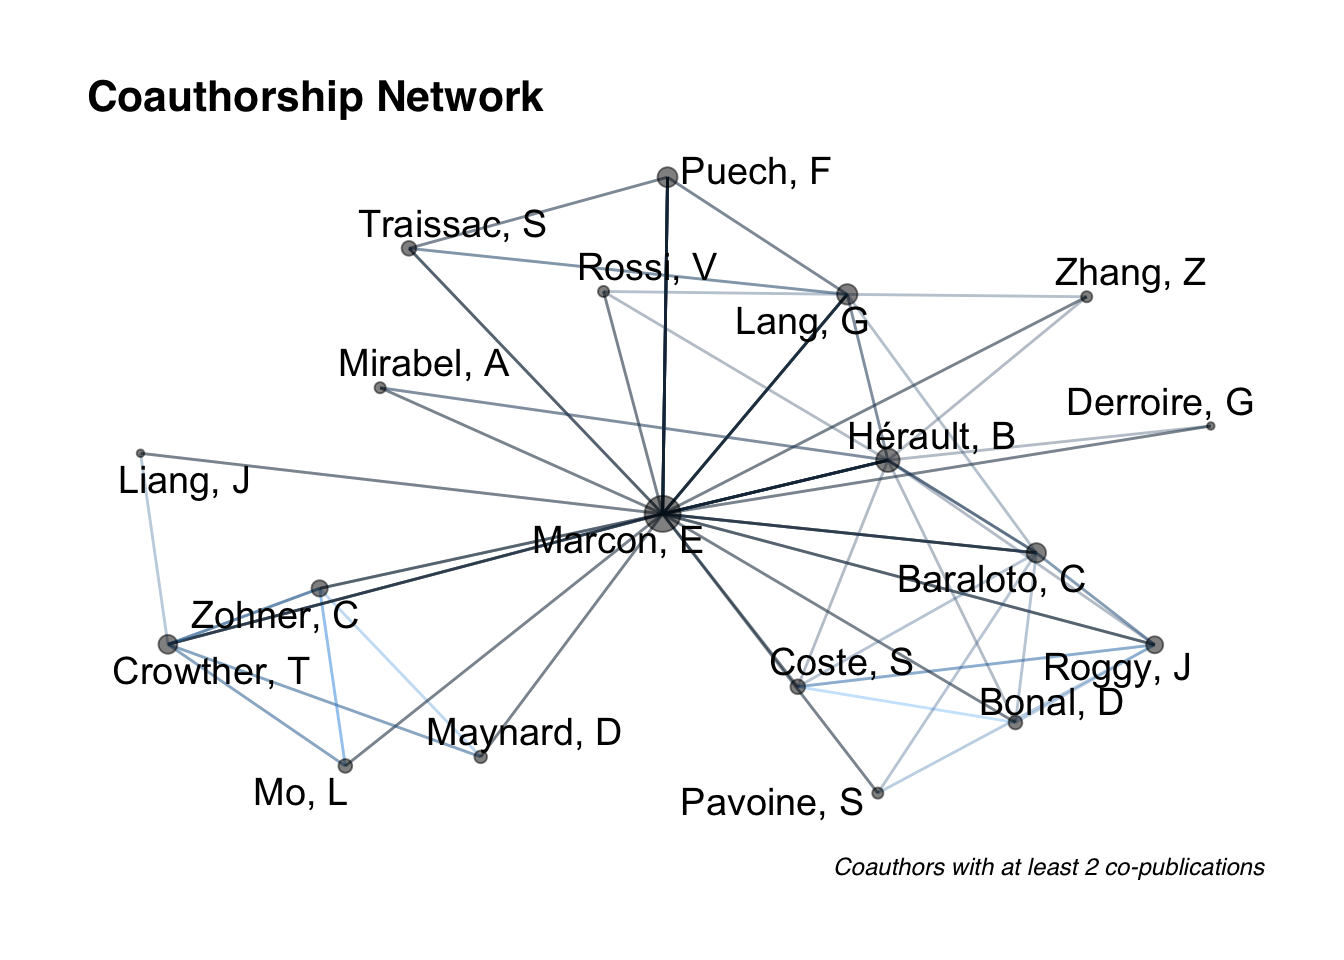 Coauthorship Network
Puech, F
Traissac, S
Rossi, V
Zhang, Z
Lang, G
Mirabel, A
Derroire, G
Hérault, B
Liang, J
Marcon, E
Baraloto, C
Zohner, C
Crowther, T
Coste, S
Roggy, J
Bonal, D
Maynard, D
Mo, L
Pavoine, S
Coauthors with at least 2 co-publications